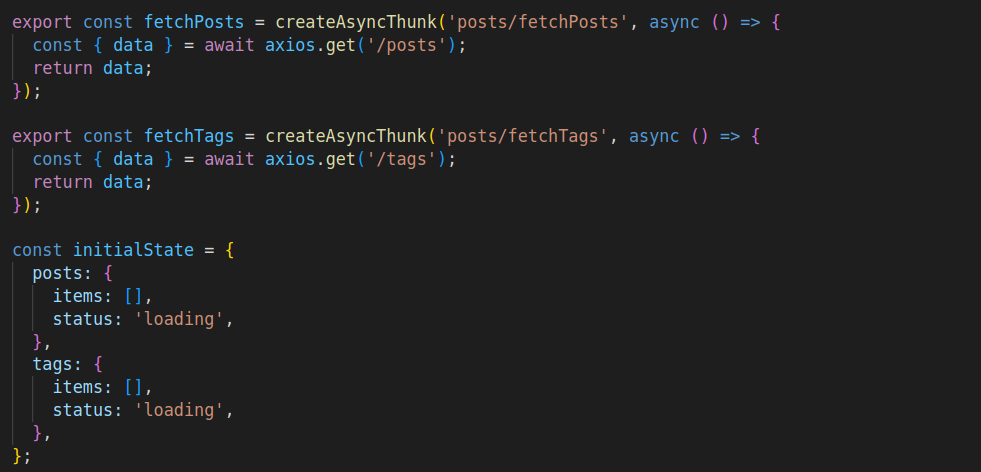 export const fetchPosts = createAsyncThunk('posts/fetchPosts', async () => {
  const { data } = await axios.get('/posts');
  return data;
});

export const fetchTags = createAsyncThunk('posts/fetchTags', async () => {
  const { data } = await axios.get('/tags');
  return data;
});

const initialState = {
  posts: {
    items: [],
    status: 'loading',
  },
  tags: {
    items: [],
    status: 'loading',
  },
};